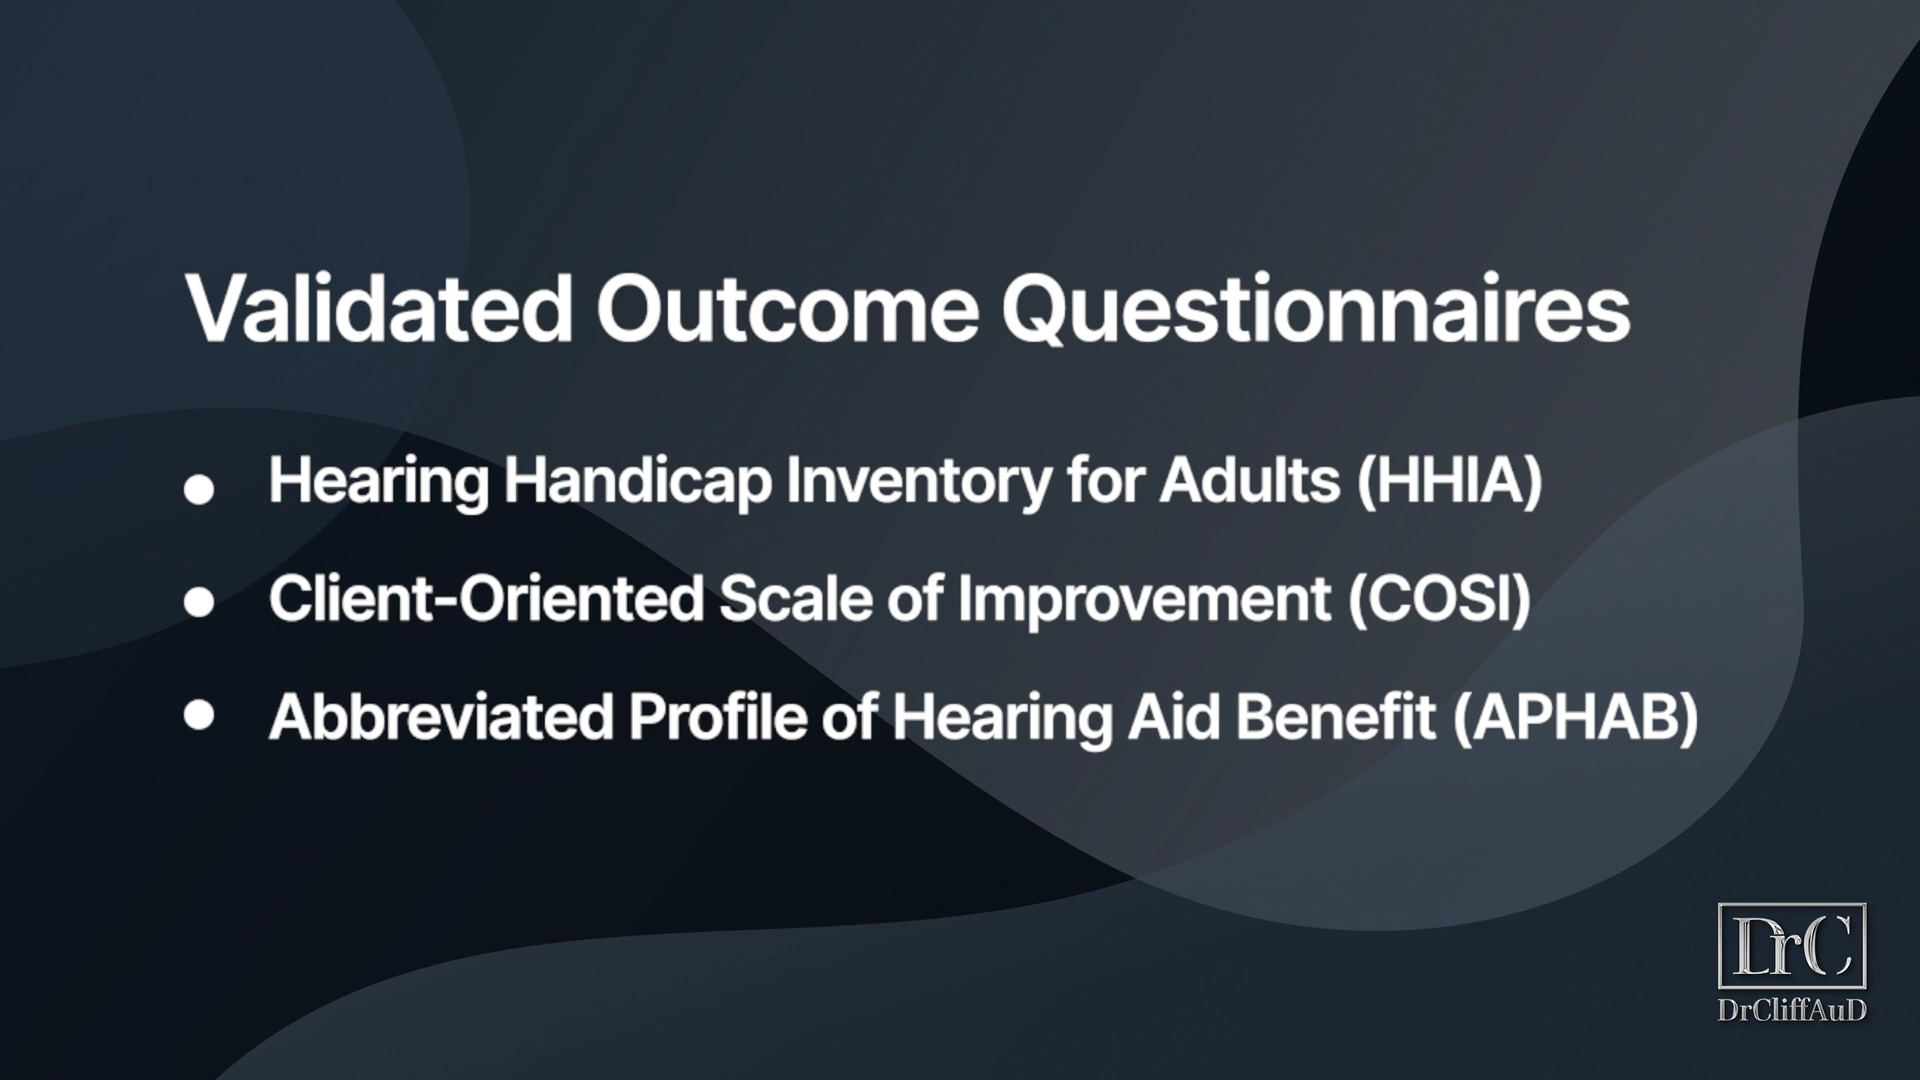 Validated Outcome Questionnaires
Hearing Handicap Inventory for Adults (HHIA)
Client-Oriented Scale of Improvement (COSI)
Abbreviated Profile of Hearing Aid Benefit (APHAB)
DrC
DrCliffAuD